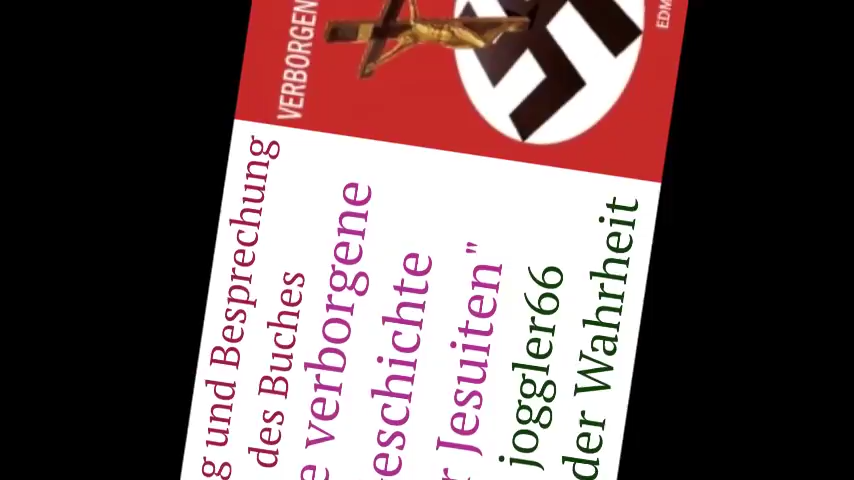 VERBORGEN
EDM
g und Besprechung
des Buches
e verborgene
eschichte
r Jesuiten"
joggler66
der Wahrheit